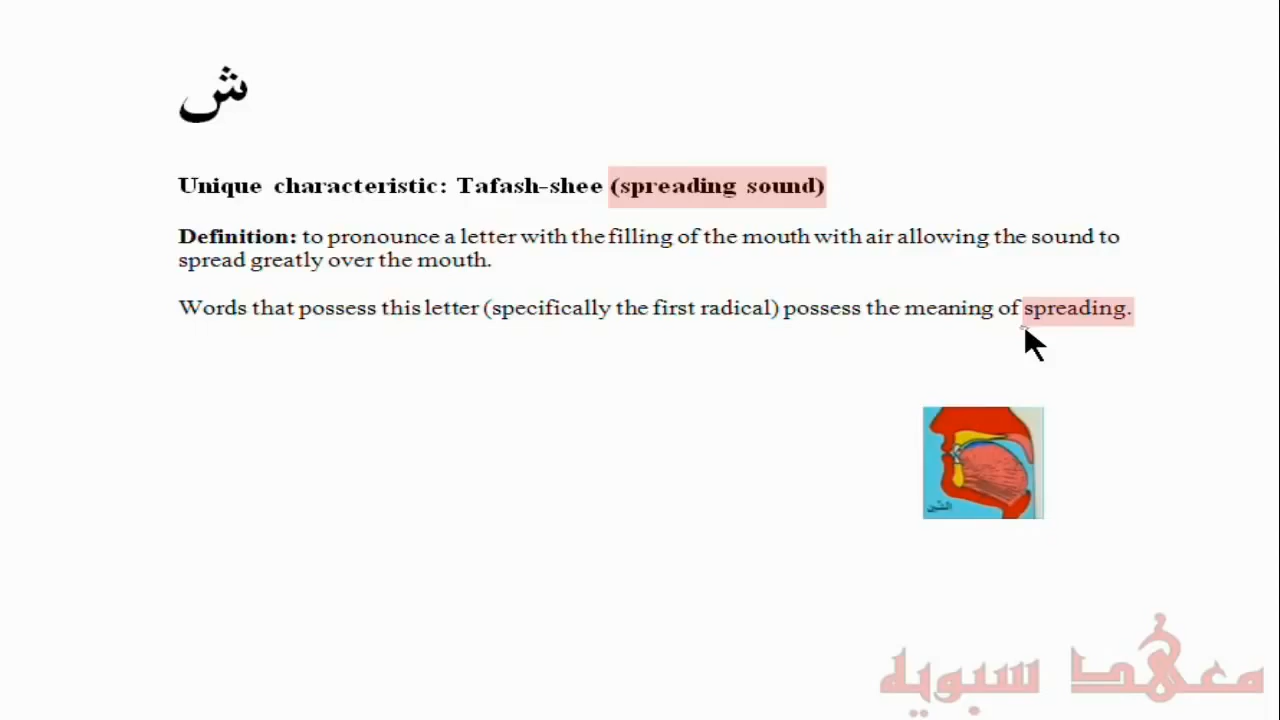 ش
Unique characteristic: Tafash-shee (spreading sound)
Definition: to pronounce a letter with the filling of the mouth with air allowing the sound to
spread greatly over the mouth.
Words that possess this letter (specifically the first radical) possess the meaning of spreading.
الشين
معهد سبويه